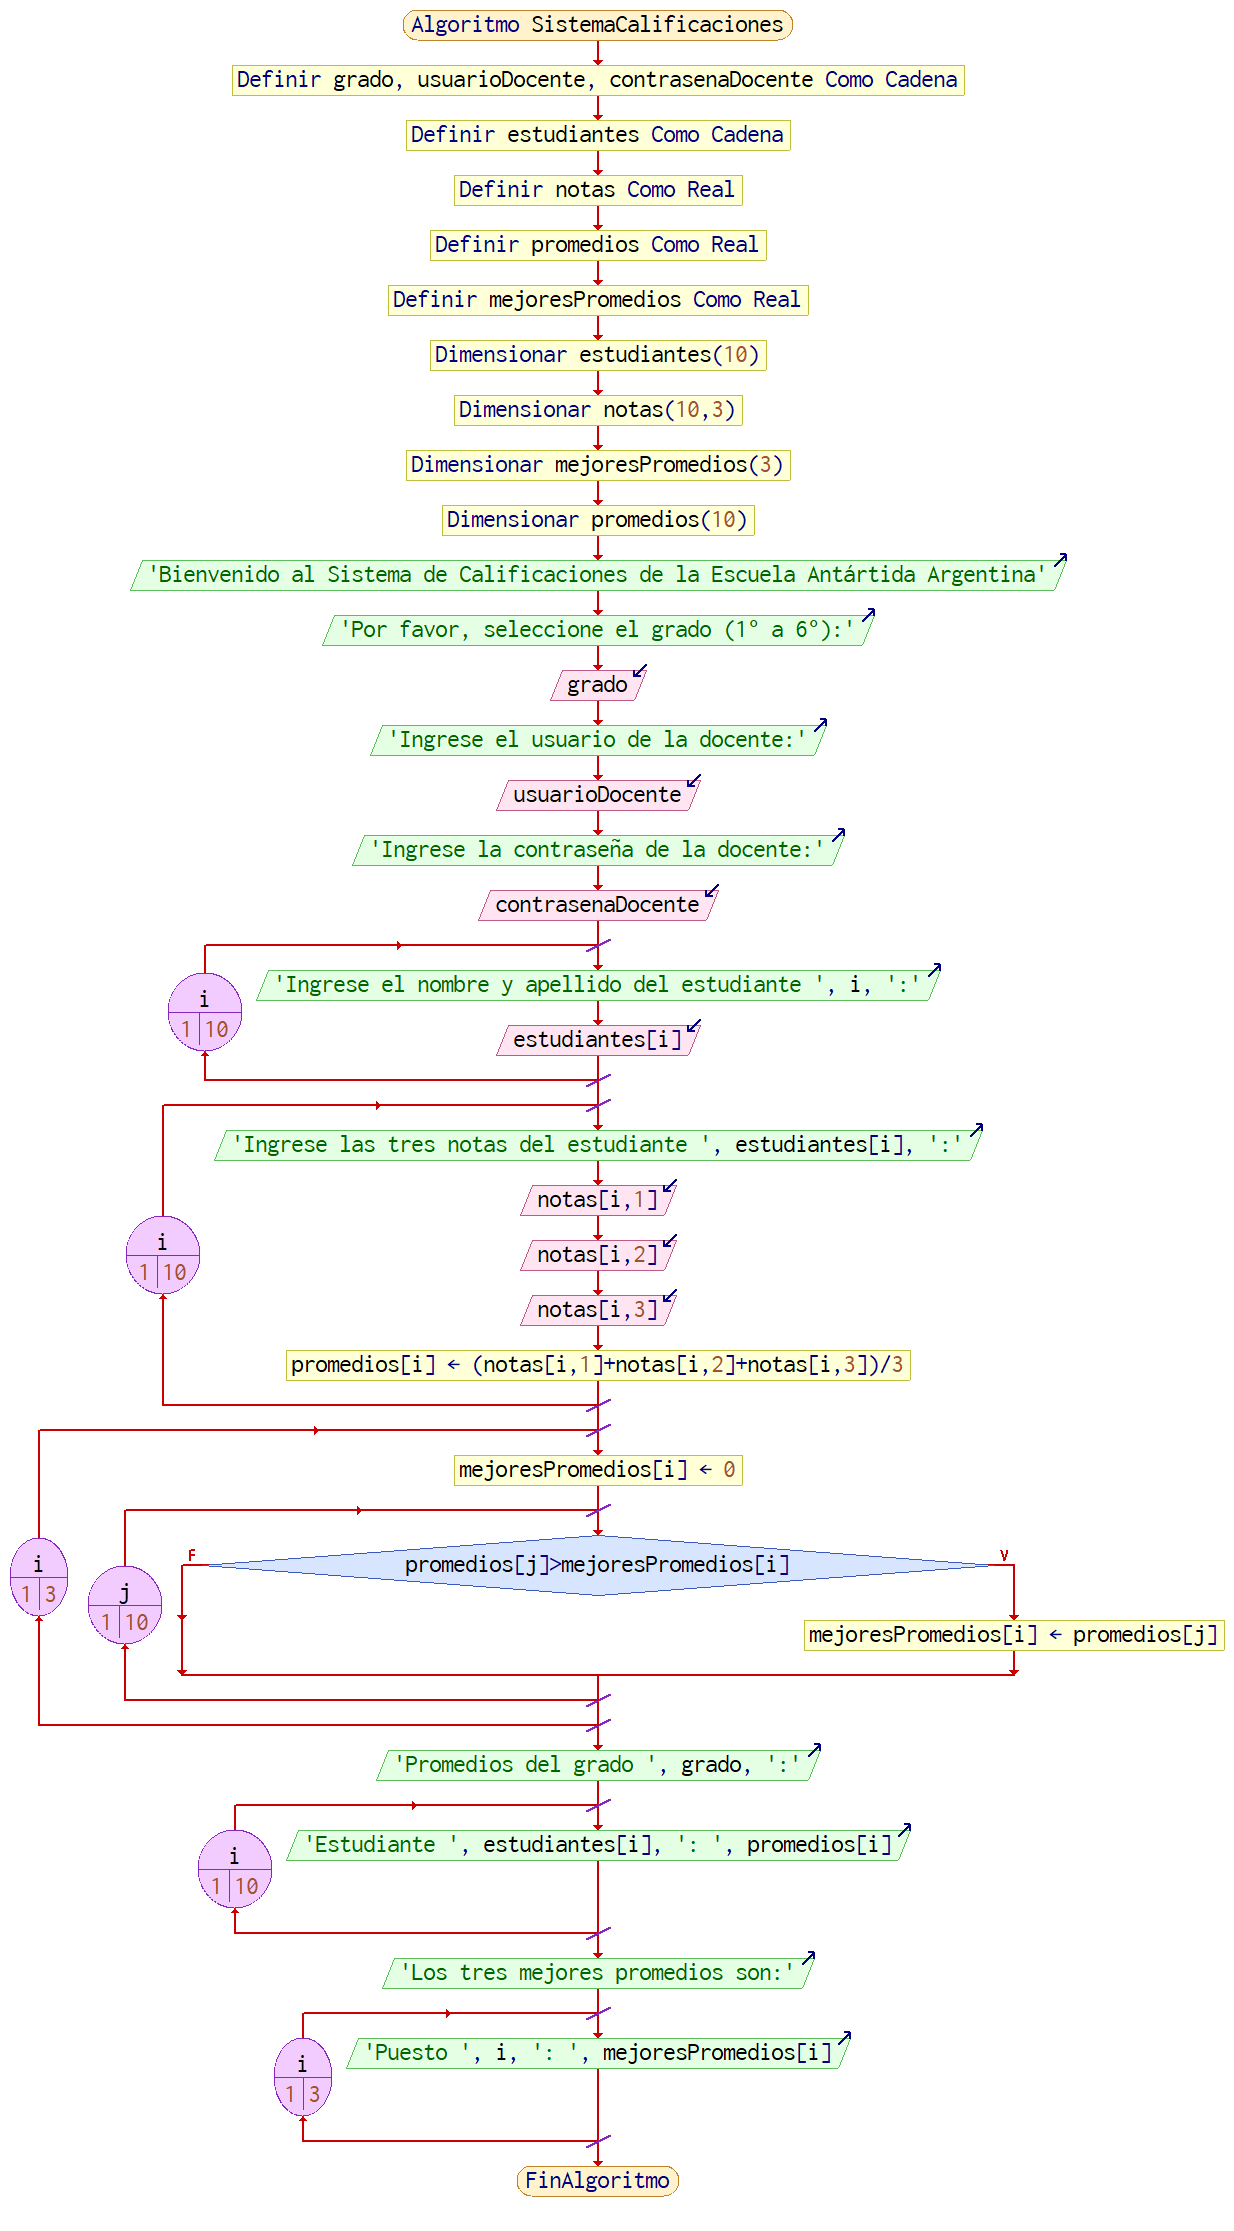 Algoritmo SistemaCalificaciones
Definir grado, usuarioDocente, contrasenaDocente Como Cadena
Definir estudiantes Como Cadena
Definir notas Como Real
Definir promedios Como Real
Definir mejoresPromedios Como Real
Dimensionar estudiantes(10)
Dimensionar notas(10,3)
Dimensionar mejoresPromedios(3)
Dimensionar promedios(10)
'Bienvenido al Sistema de Calificaciones de la Escuela Antártida Argentina'
'Por favor, seleccione el grado (1° a 6°):'
grado
'Ingrese el usuario de la docente:'
usuarioDocente
'Ingrese la contraseña de la docente:'
contrasenaDocente
i
1 10
'Ingrese el nombre y apellido del estudiante ', i, ':'
estudiantes[i]
i
1 10
'Ingrese las tres notas del estudiante ', estudiantes[i], ':'
notas[i,1]
notas[i,2]
notas[i,3]
promedios[i] ← (notas[i,1]+notas[i,2]+notas[i,3])/3
i
1 3
mejoresPromedios[i] ← 0
j
1 10
F
promedios[j]>mejoresPromedios[i]
V
mejoresPromedios[i] ← promedios[j]
'Promedios del grado ', grado, ':'
i
1 10
'Estudiante ', estudiantes[i], ': ', promedios[i]
'Los tres mejores promedios son:'
i
1 3
'Puesto ', i, ': ', mejoresPromedios[i]
FinAlgoritmo